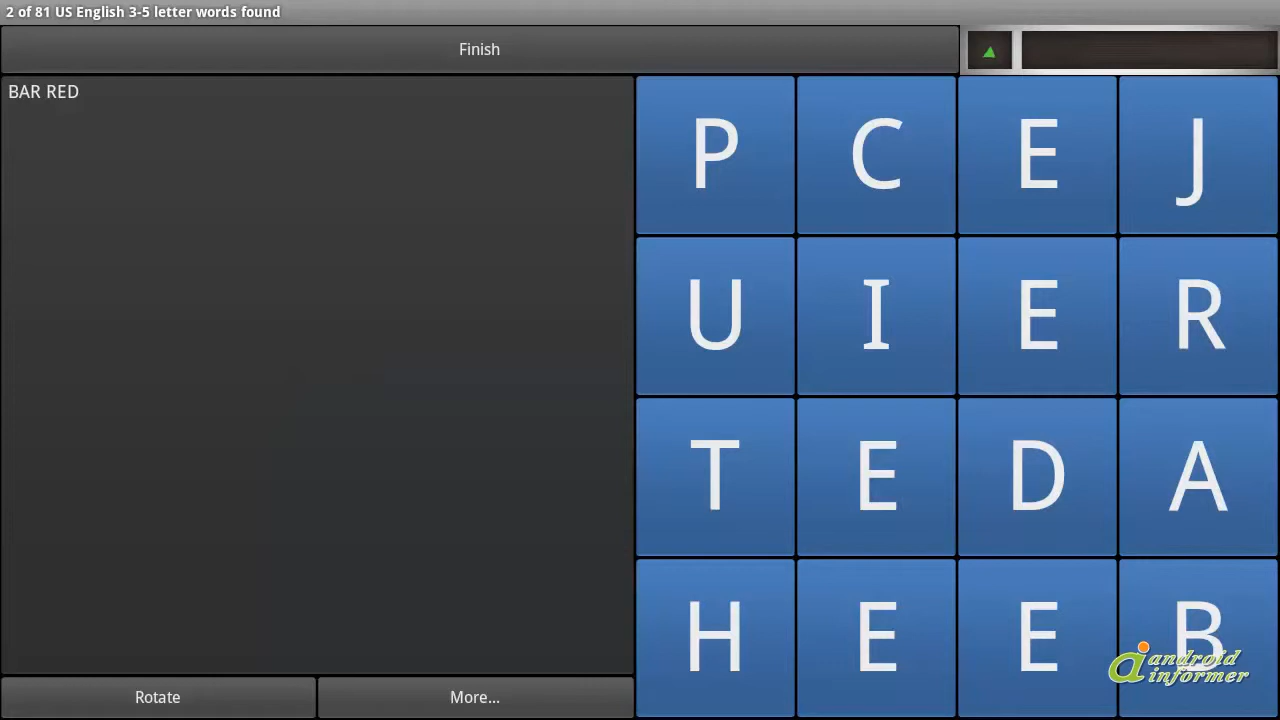 2 of 81 US English 3-5 letter words found
Finish
BAR RED
P C E J
U I E R
T E D A
H E E B
Rotate
More...
android
informer